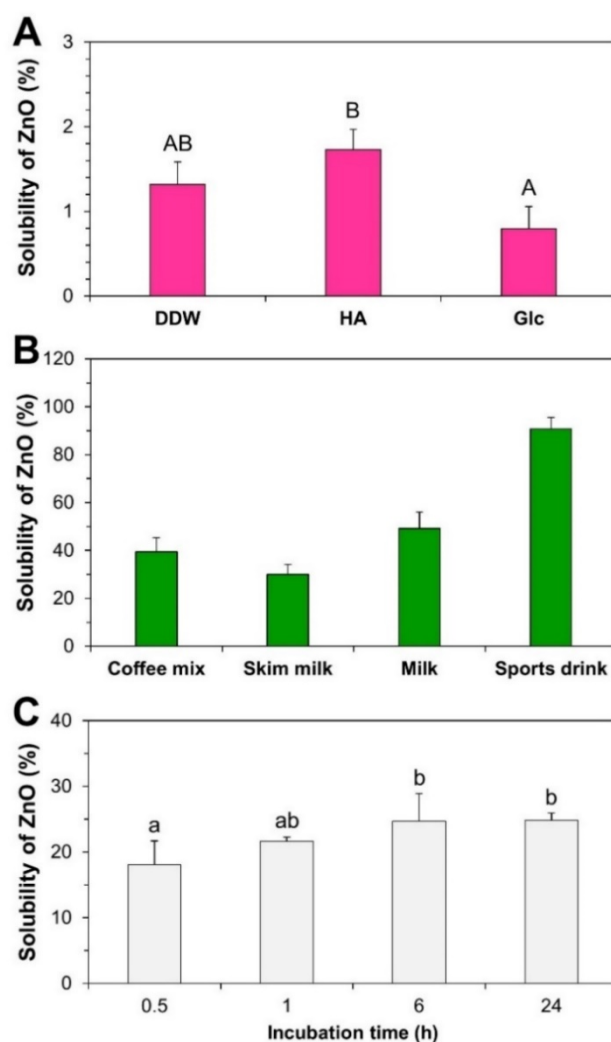 A
Solubility of ZnO (%)
3
2
1
0
AB
B
A
DDW
HA
Glc
B
Solubility of ZnO (%)
120
100
80
60
40
20
0
Coffee mix
Skim milk
Milk
Sports drink
C
Solubility of ZnO (%)
40
30
20
10
0
a
ab
b
b
0.5
1
6
24
Incubation time (h)